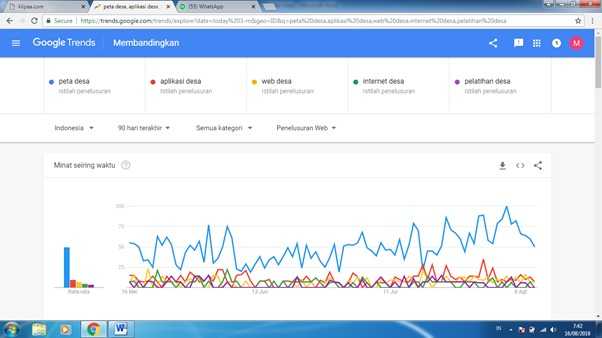 klipaa.com
peta desa, aplikasi desa
(55) WhatsApp
Secure
https://trends.google.com/trends/explore?date=today%203-m&geo=ID&q=peta%20desa,aplikasi%20desa,web%20desa,internet%20desa,pelatihan%20desa
Google Trends Membandingkan
M
peta desa
istilah penelusuran
aplikasi desa
istilah penelusuran
web desa
istilah penelusuran
internet desa
istilah penelusuran
pelatihan desa
istilah penelusuran
Indonesia
90 hari terakhir
Semua kategori
Penelusuran Web
Minat seiring waktu
100
75
50
25
Rata-rata
16 Mei
13 Jun
11 Jul
8 Agt
IN
7:42
16/08/2018